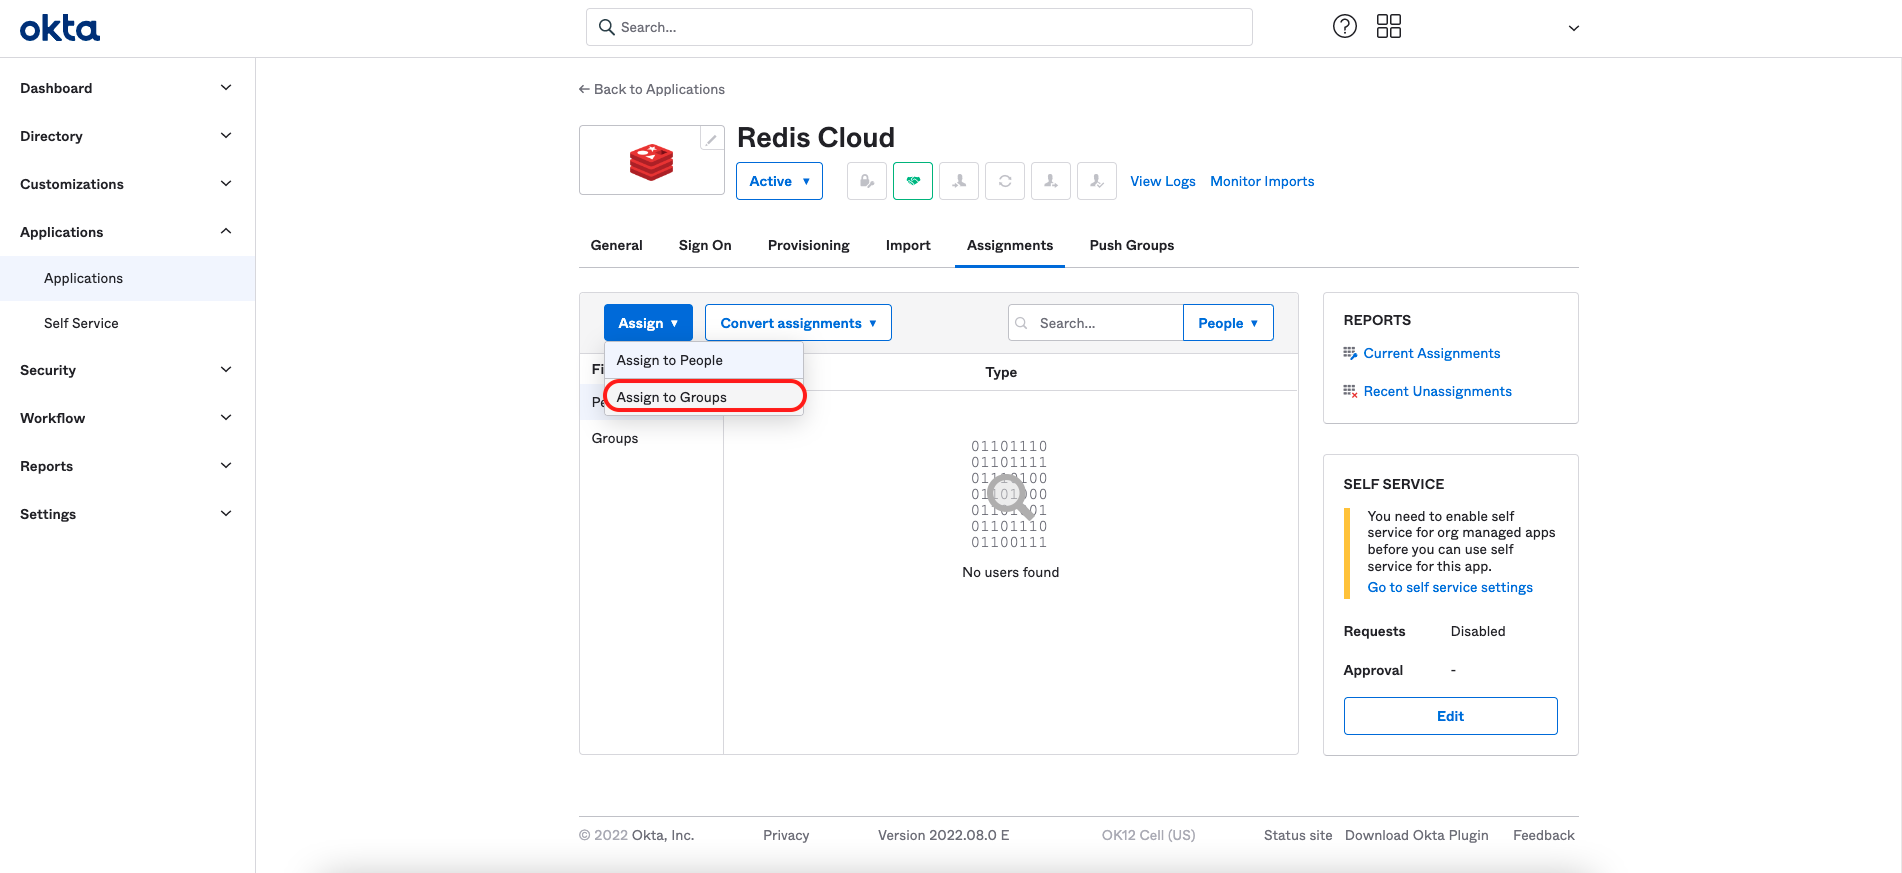 okta
Search...
Dashboard
Directory
Customizations
Applications
Applications
Self Service
Security
Workflow
Reports
Settings
← Back to Applications
Redis Cloud
Active ▼
View Logs
Monitor Imports
General
Sign On
Provisioning
Import
Assignments
Push Groups
Assign ▼
Convert assignments ▼
Search...
People ▼
Assign to People
Assign to Groups
Fi
Pe
Groups
Type
01101110
01101111
01110100
01101000
01101001
01101110
01100111
No users found
REPORTS
Current Assignments
Recent Unassignments
SELF SERVICE
You need to enable self
service for org managed apps
before you can use self
service for this app.
Go to self service settings
Requests Disabled
Approval -
Edit
© 2022 Okta, Inc.
Privacy
Version 2022.08.0 E
OK12 Cell (US)
Status site
Download Okta Plugin
Feedback